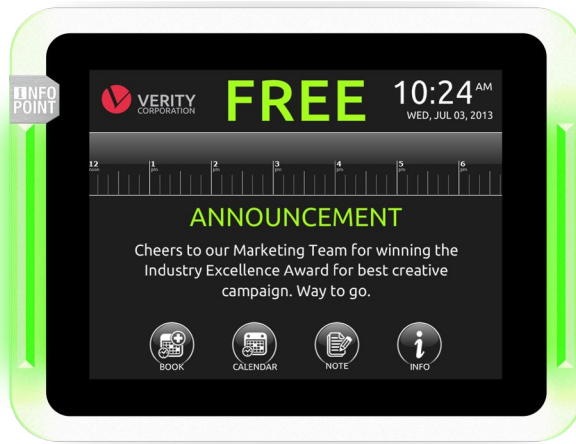 INFO
POINT
VERITY
CORPORATION
FREE
10:24 AM
WED, JUL 03, 2013
12 1 2 3 4 5 6
noon pm pm pm pm pm pm
ANNOUNCEMENT
Cheers to our Marketing Team for winning the
Industry Excellence Award for best creative
campaign. Way to go.
BOOK CALENDAR NOTE INFO